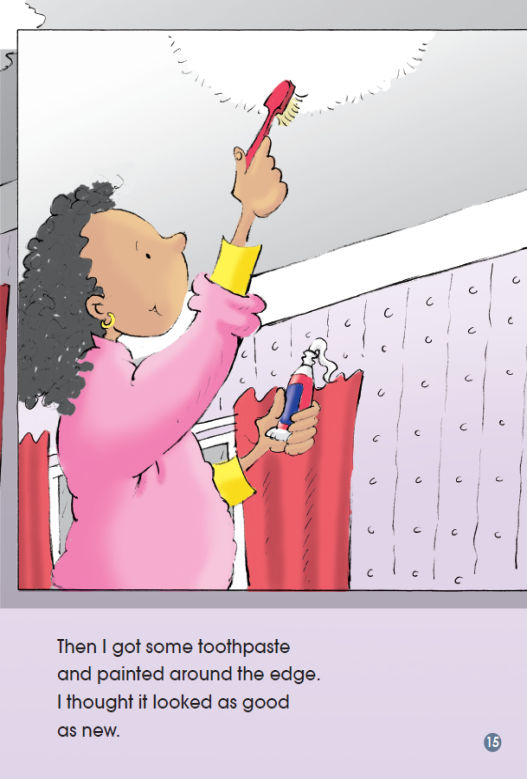 Then I got some toothpaste
and painted around the edge.
I thought it looked as good
as new.
15